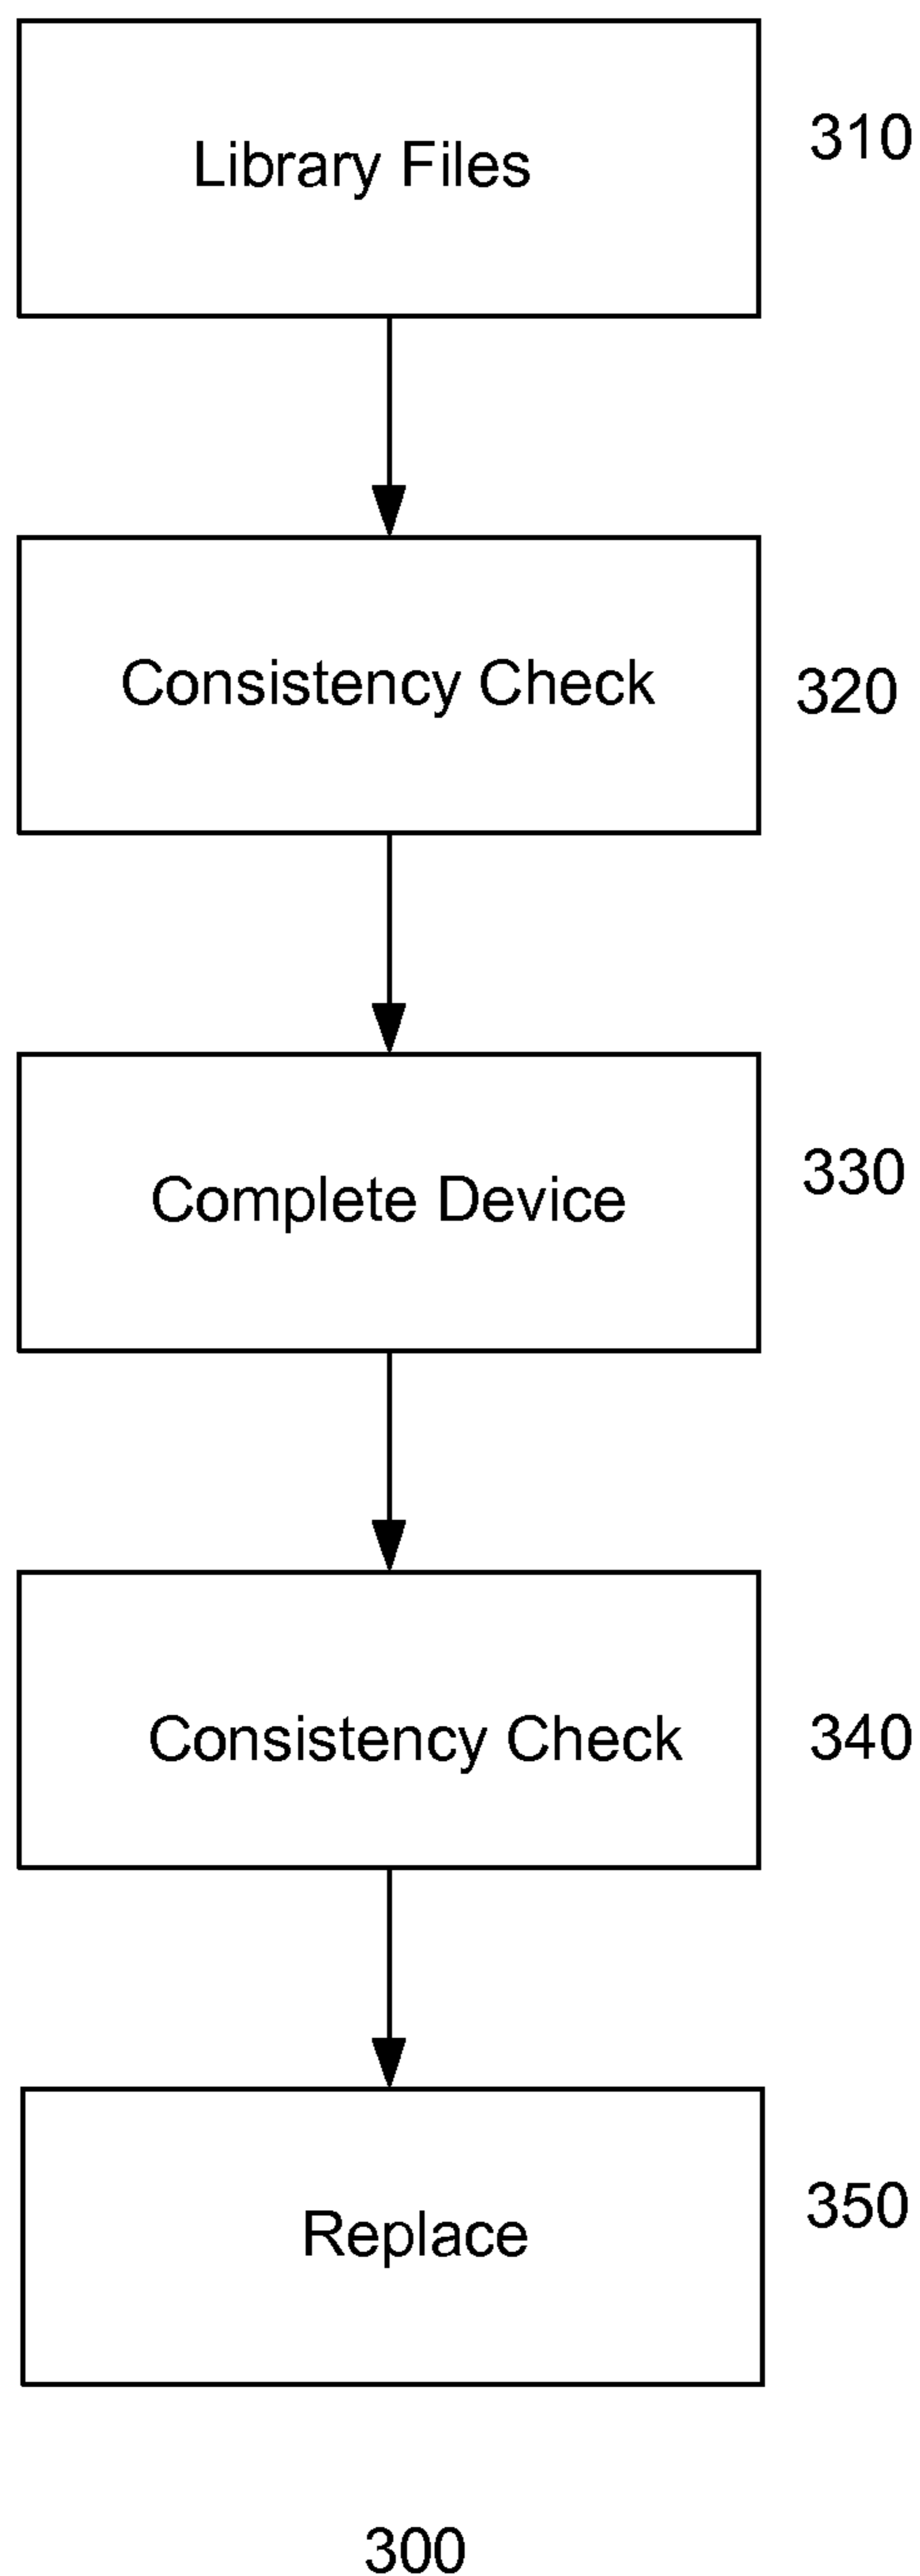 Library Files
310
Consistency Check
320
Complete Device
330
Consistency Check
340
Replace
350
300